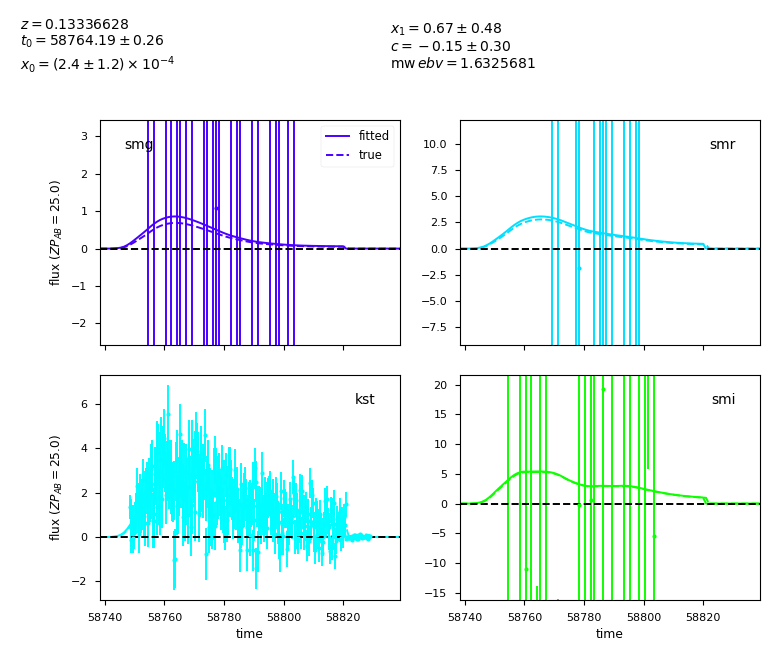 z = 0.13336628
t₀ = 58764.19 ± 0.26
x₀ = (2.4 ± 1.2) × 10⁻⁴
x₁ = 0.67 ± 0.48
c = −0.15 ± 0.30
mw ebv = 1.6325681
smg
fitted
true
3
2
1
0
−1
−2
flux (ZP_AB = 25.0)
smr
10.0
7.5
5.0
2.5
0.0
−2.5
−5.0
−7.5
kst
6
4
2
0
−2
flux (ZP_AB = 25.0)
58740 58760 58780 58800 58820
time
smi
20
15
10
5
0
−5
−10
−15
58740 58760 58780 58800 58820
time